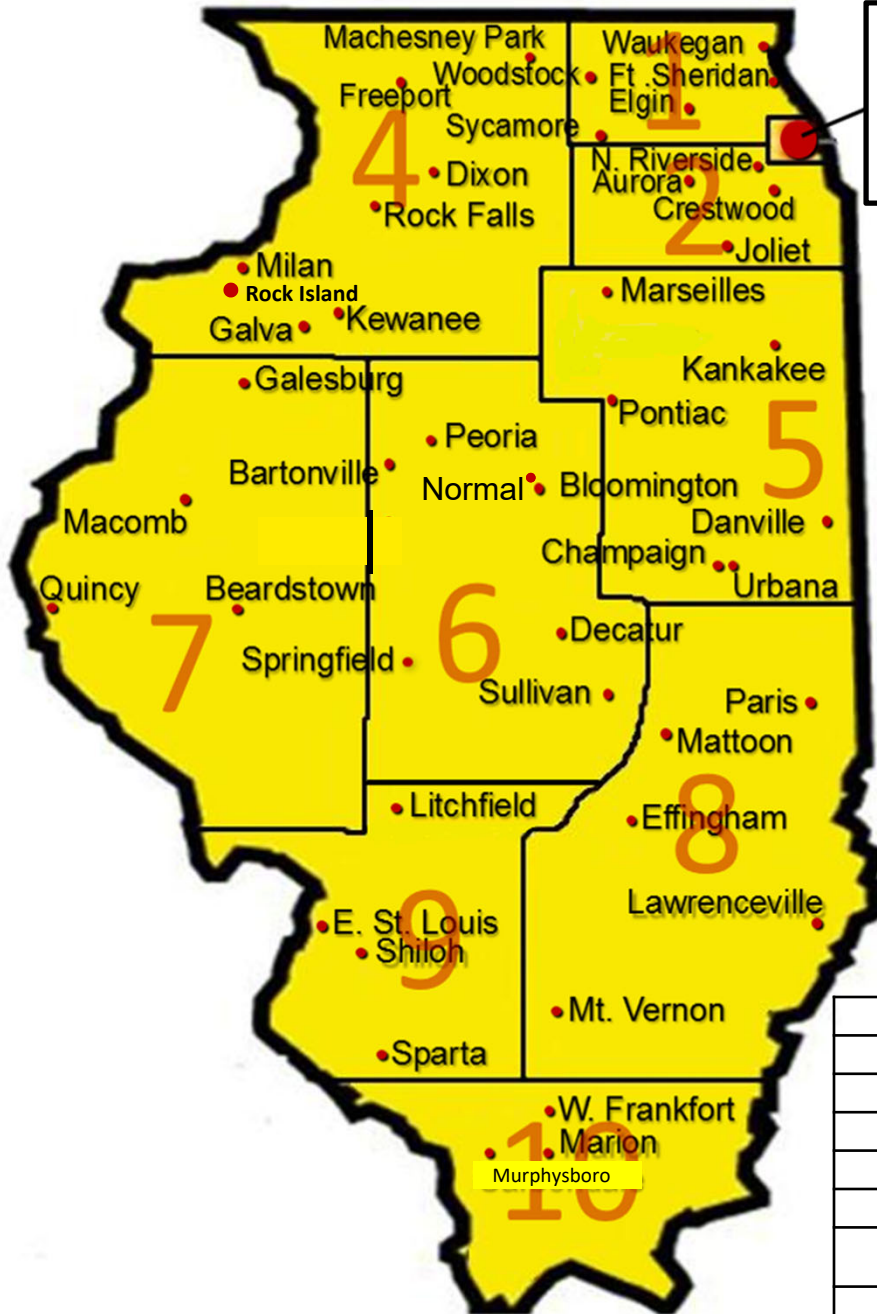 Machesney Park
Waukegan
1
Woodstock
Ft .Sheridan
Freeport
Elgin
Sycamore
4
N. Riverside
Dixon
Aurora
2
Rock Falls
Crestwood
Joliet
Milan
Rock Island
Marseilles
Galva
Kewanee
Kankakee
Galesburg
Pontiac
Peoria
5
Bartonville
Normal
Bloomington
Macomb
Danville
Champaign
Urbana
Quincy
Beardstown
7
6
Decatur
Springfield
Sullivan
Paris
Mattoon
Litchfield
Effingham
8
Lawrenceville
E. St. Louis
9
Shiloh
Mt. Vernon
Sparta
W. Frankfort
Marion
10
Murphysboro